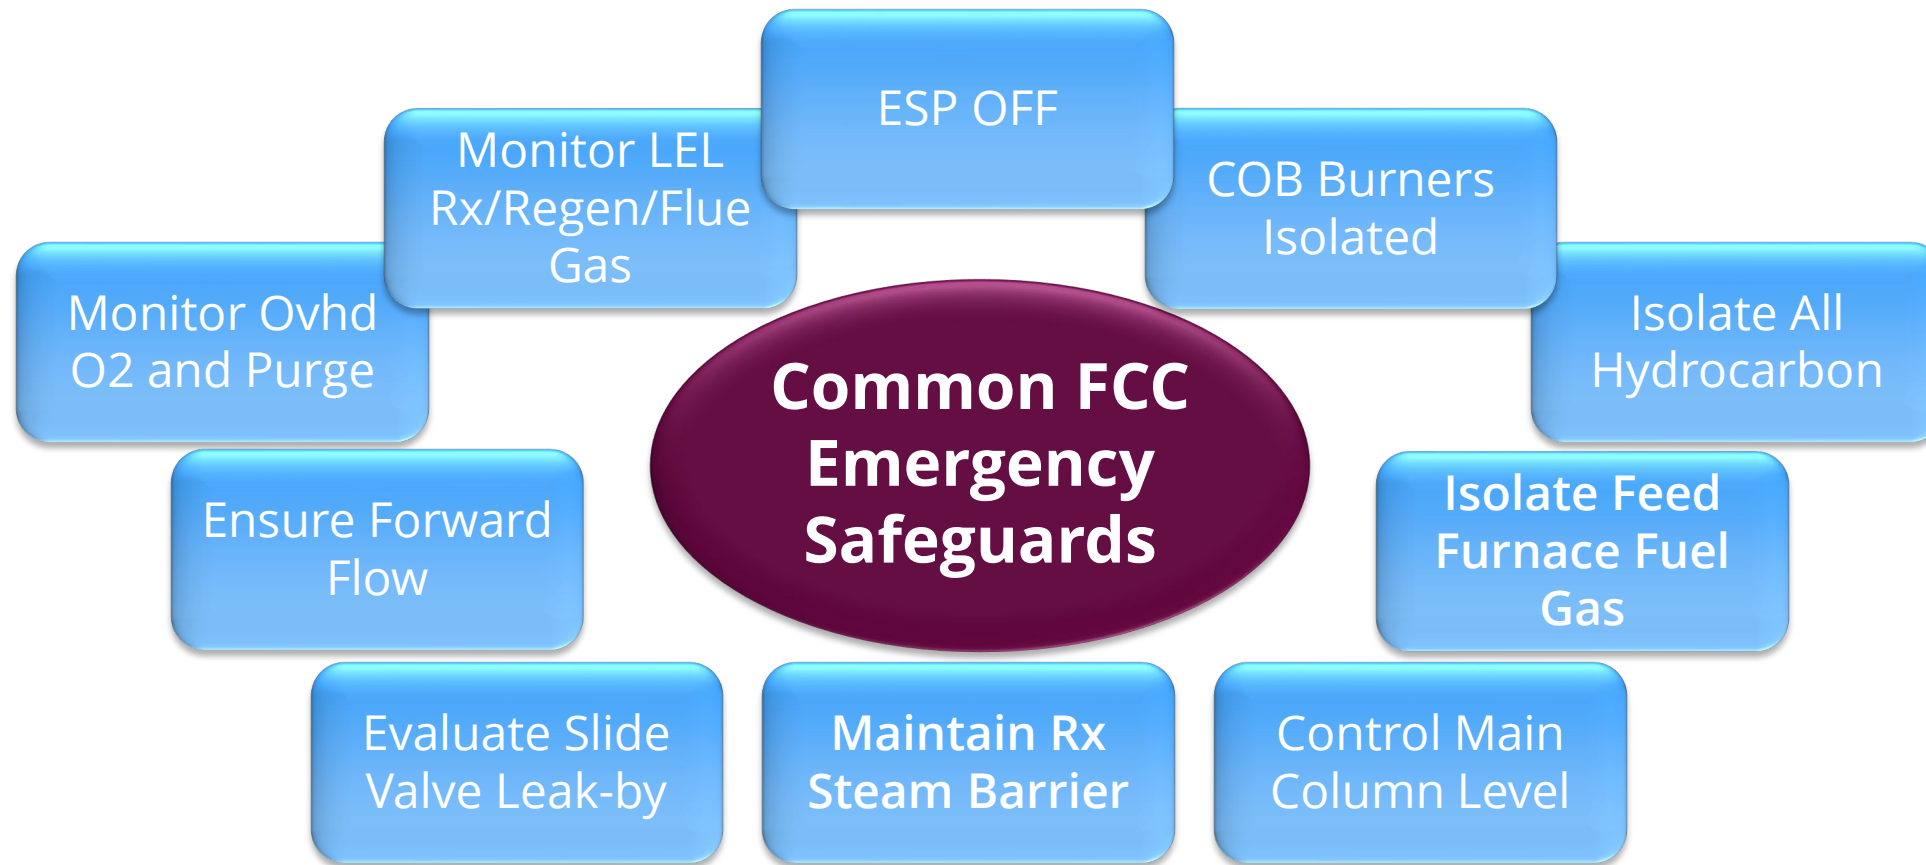 ESP OFF
Monitor LEL
Rx/Regen/Flue
Gas
COB Burners
Isolated
Monitor Ovhd
O2 and Purge
Isolate All
Hydrocarbon
Common FCC
Emergency
Safeguards
Ensure Forward
Flow
Isolate Feed
Furnace Fuel
Gas
Evaluate Slide
Valve Leak-by
Maintain Rx
Steam Barrier
Control Main
Column Level